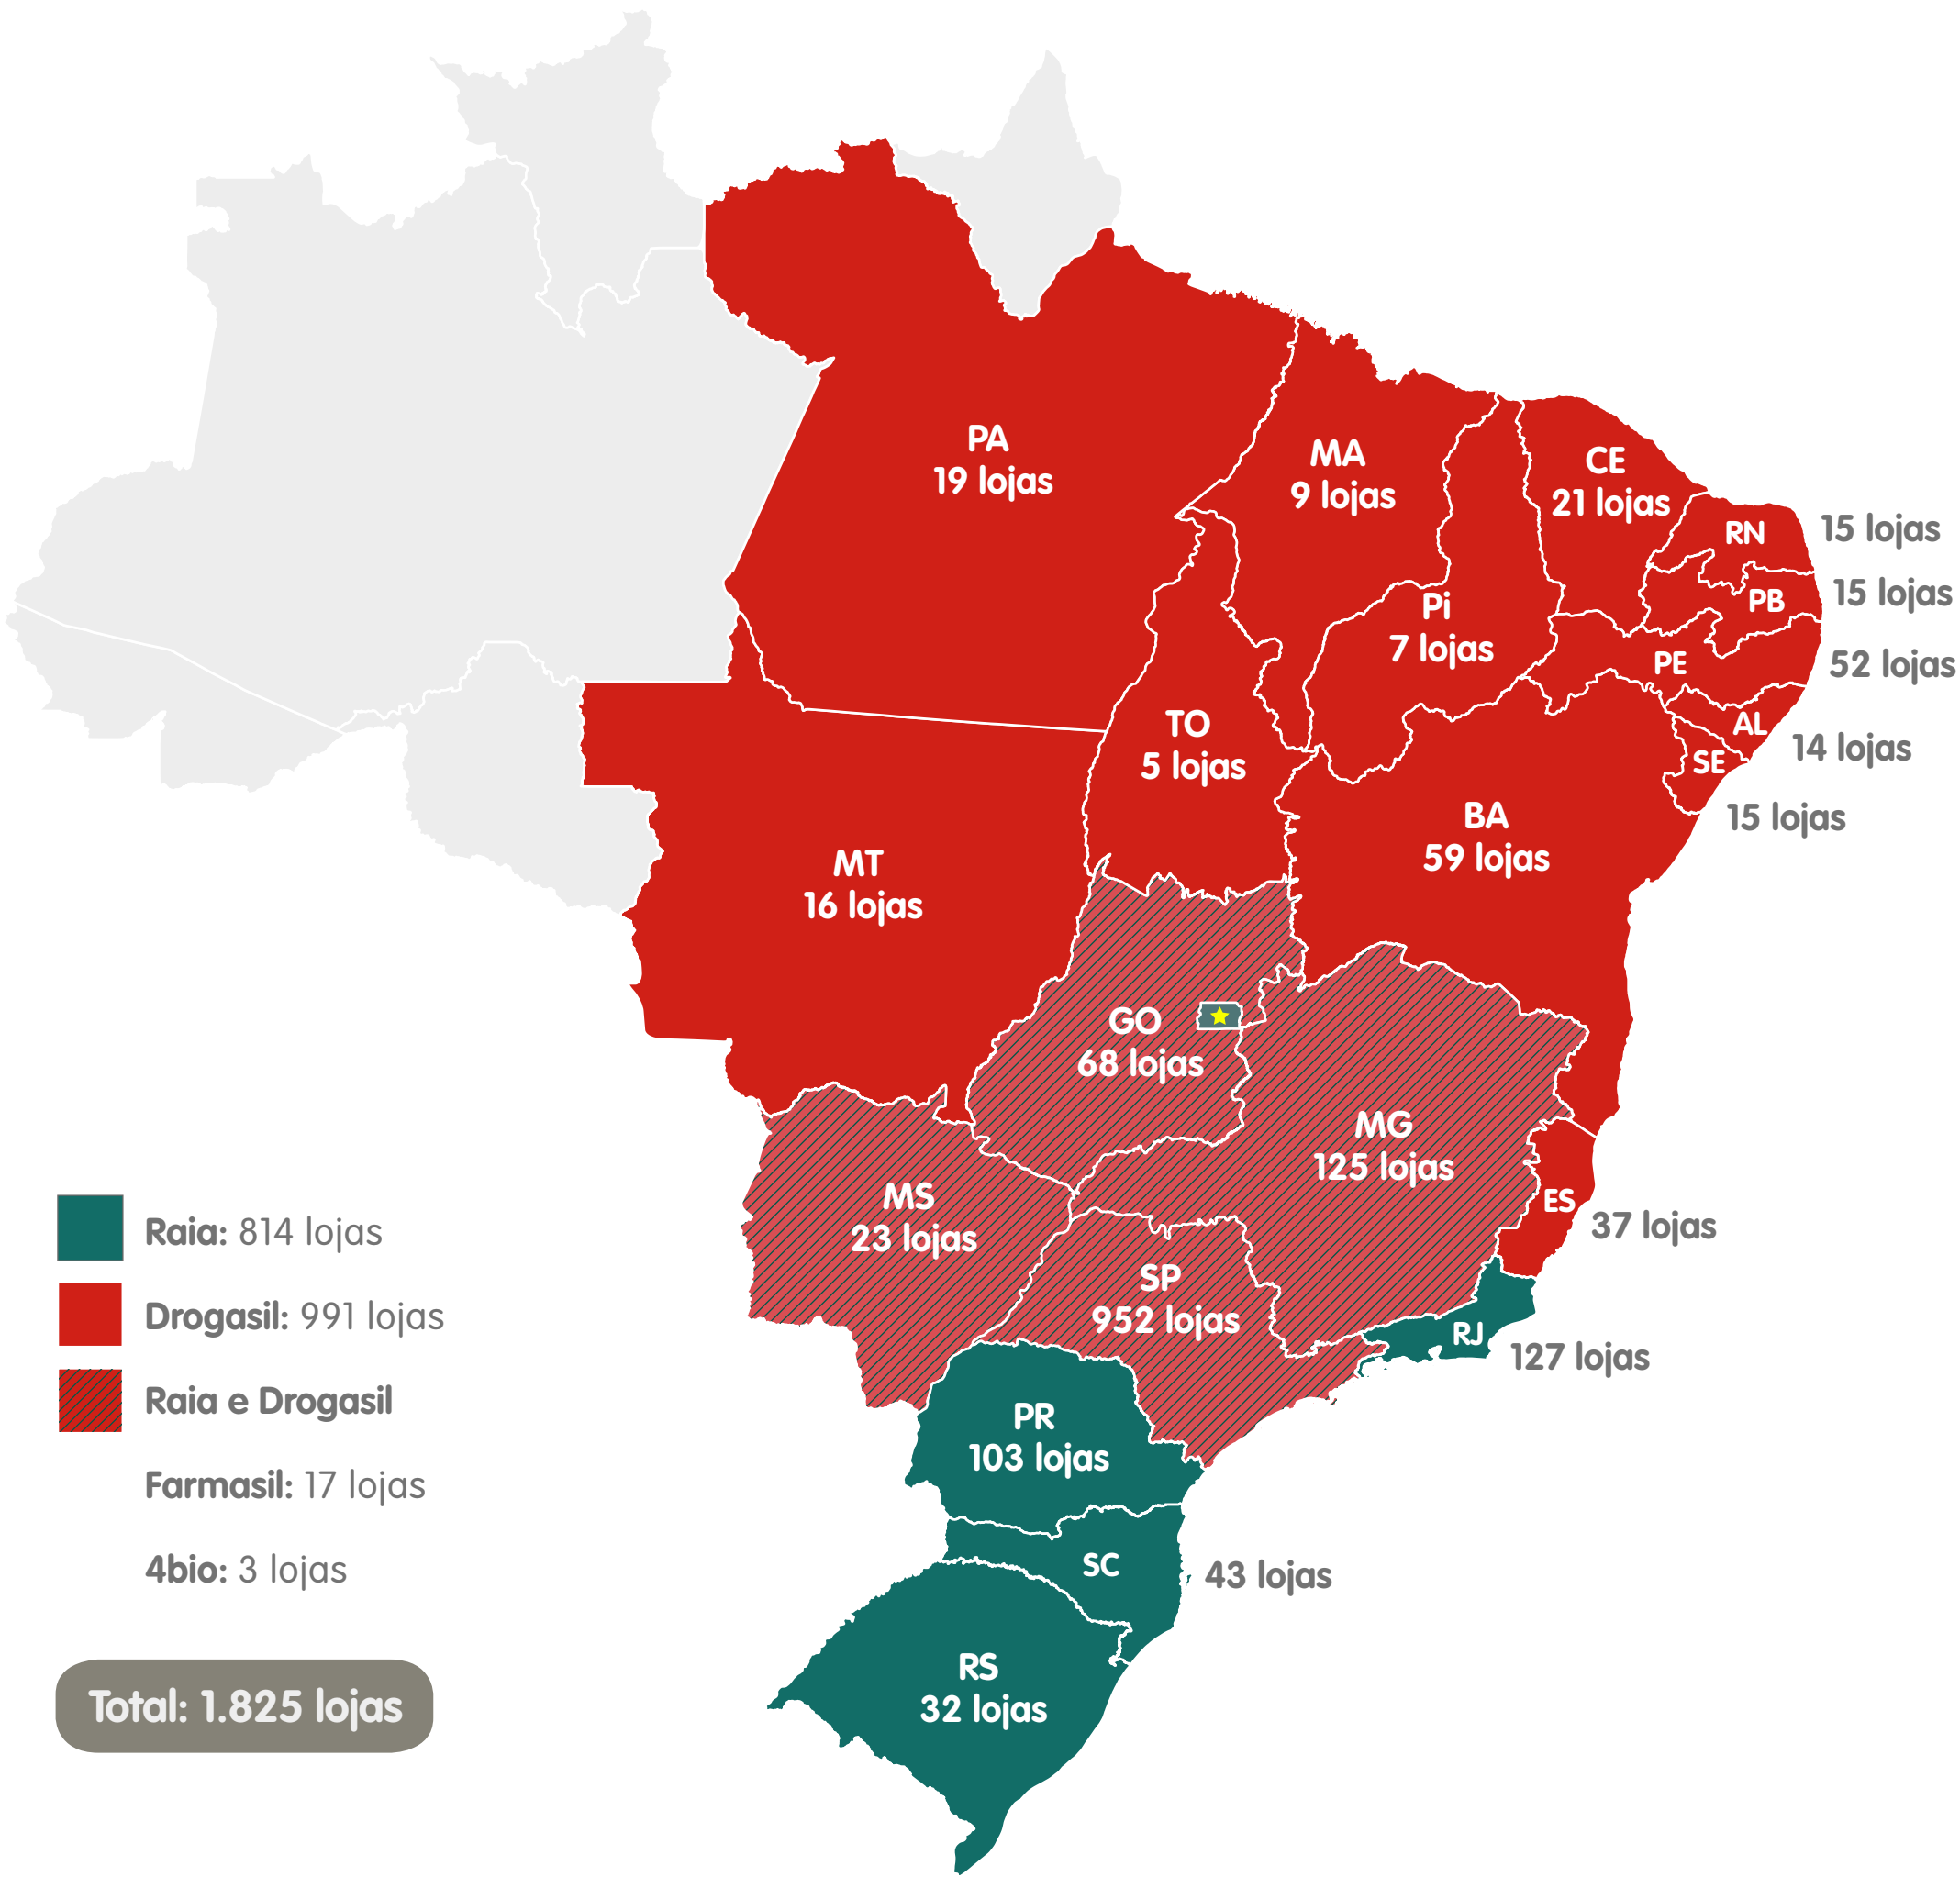 PA
19 lojas
MA
9 lojas
CE
21 lojas
RN
15 lojas
PB
15 lojas
Pi
7 lojas
PE
52 lojas
AL
14 lojas
SE
15 lojas
TO
5 lojas
BA
59 lojas
MT
16 lojas
GO
68 lojas
MG
125 lojas
ES
37 lojas
MS
23 lojas
SP
952 lojas
RJ
127 lojas
PR
103 lojas
SC
43 lojas
RS
32 lojas
Raia: 814 lojas
Drogasil: 991 lojas
Raia e Drogasil
Farmasil: 17 lojas
4bio: 3 lojas
Total: 1.825 lojas